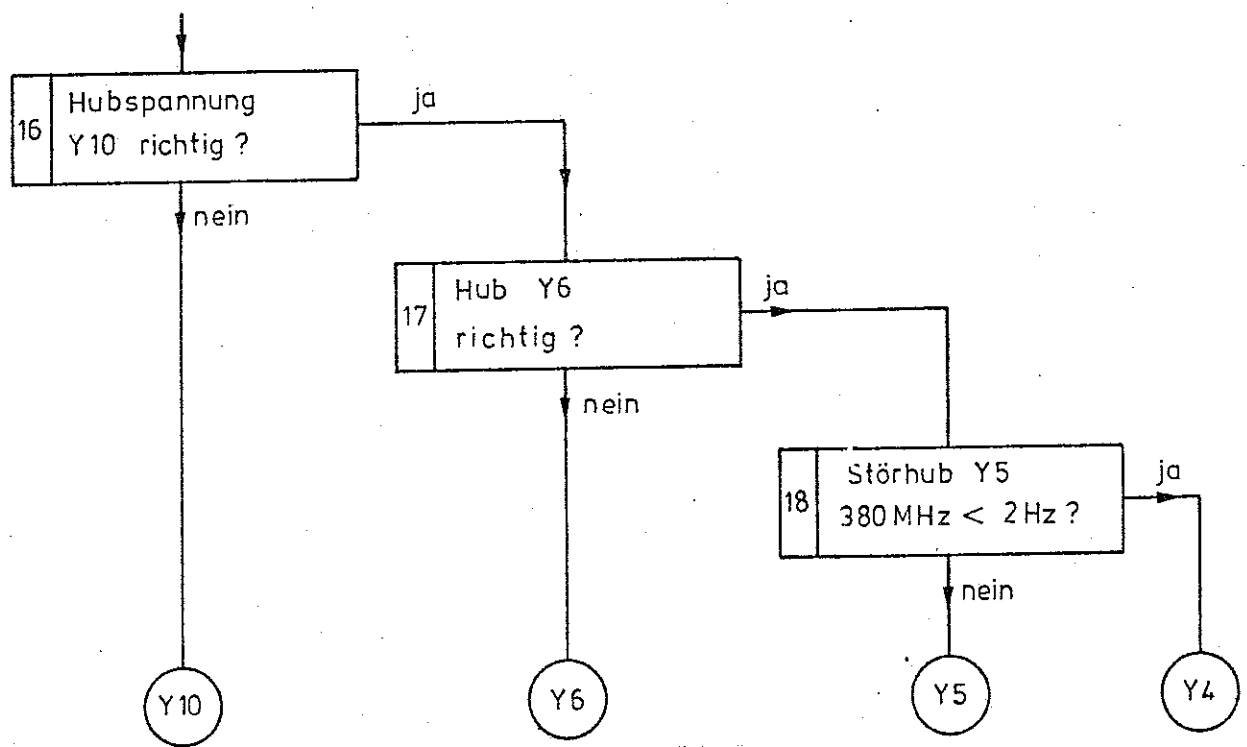 16
Hubspannung
Y10 richtig ?
ja
nein
17
Hub Y6
richtig ?
ja
nein
18
Störhub Y5
380 MHz < 2 Hz ?
ja
nein
Y10
Y6
Y5
Y4